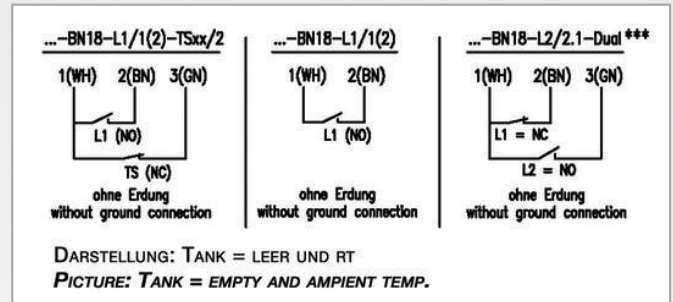 ...-BN18-L1/1(2)-TSxx/2
1(WH) 2(BN) 3(GN)
L1 (NO)
TS (NC)
ohne Erdung
without ground connection
...-BN18-L1/1(2)
1(WH) 2(BN)
L1 (NO)
ohne Erdung
without ground connection
...-BN18-L2/2.1-Dual ***
1(WH) 2(BN) 3(GN)
L1 = NC
L2 = NO
ohne Erdung
without ground connection
DARSTELLUNG: TANK = LEER UND RT
PICTURE: TANK = EMPTY AND AMPIENT TEMP.